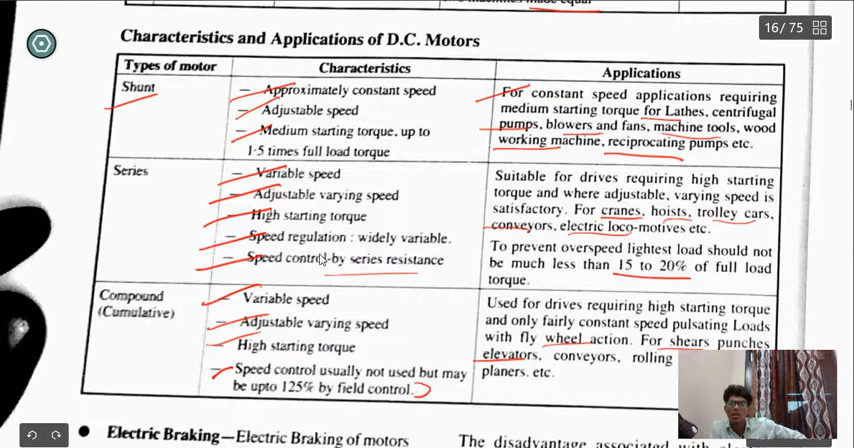 16 / 75
Characteristics and Applications of D.C. Motors
Types of motor
Characteristics
Applications
Shunt
— Approximately constant speed
— Adjustable speed
— Medium starting torque, up to
1·5 times full load torque
For constant speed applications requiring
medium starting torque for Lathes, centrifugal
pumps, blowers and fans, machine tools, wood
working machine, reciprocating pumps etc.
Series
— Variable speed
— Adjustable varying speed
— High starting torque
— Speed regulation : widely variable.
— Speed control-by series resistance
Suitable for drives requiring high starting
torque and where adjustable, varying speed is
satisfactory. For cranes, hoists, trolley cars,
conveyors, electric loco-motives etc.
To prevent overspeed lightest load should not
be much less than 15 to 20% of full load
torque.
Compound
(Cumulative)
— Variable speed
— Adjustable varying speed
— High starting torque
— Speed control usually not used but may
be upto 125% by field control.
Used for drives requiring high starting torque
and only fairly constant speed pulsating Loads
with fly wheel action. For shears punches
elevators, conveyors, rolling
planers. etc.
● Electric Braking—Electric Braking of motors
The disadvantage associated